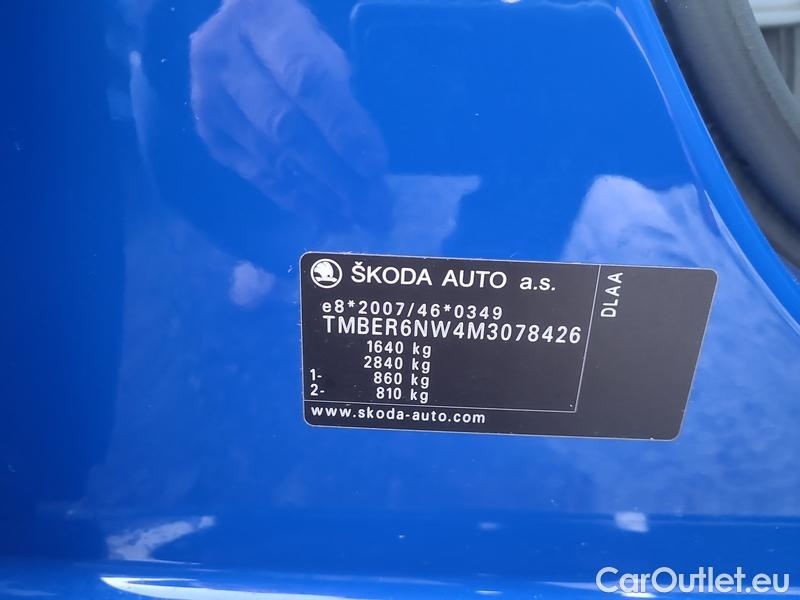 ŠKODA AUTO a.s.
e8*2007/46*0349
TMBER6NW4M3078426
1640 kg
2840 kg
1- 860 kg
2- 810 kg
www.skoda-auto.com
DLAA
CarOutlet.eu